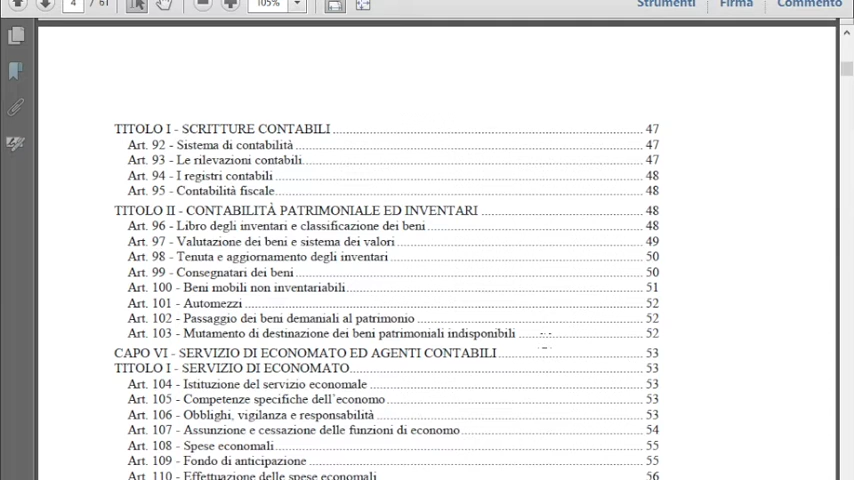 4 / 61 105% Strumenti Firma Commento
TITOLO I - SCRITTURE CONTABILI 47
Art. 92 - Sistema di contabilità 47
Art. 93 - Le rilevazioni contabili 47
Art. 94 - I registri contabili 48
Art. 95 - Contabilità fiscale 48
TITOLO II - CONTABILITÀ PATRIMONIALE ED INVENTARI 48
Art. 96 - Libro degli inventari e classificazione dei beni 48
Art. 97 - Valutazione dei beni e sistema dei valori 49
Art. 98 - Tenuta e aggiornamento degli inventari 50
Art. 99 - Consegnatari dei beni 50
Art. 100 - Beni mobili non inventariabili 51
Art. 101 - Automezzi 52
Art. 102 - Passaggio dei beni demaniali al patrimonio 52
Art. 103 - Mutamento di destinazione dei beni patrimoniali indisponibili 52
CAPO VI - SERVIZIO DI ECONOMATO ED AGENTI CONTABILI 53
TITOLO I - SERVIZIO DI ECONOMATO 53
Art. 104 - Istituzione del servizio economale 53
Art. 105 - Competenze specifiche dell'economo 53
Art. 106 - Obblighi, vigilanza e responsabilità 53
Art. 107 - Assunzione e cessazione delle funzioni di economo 54
Art. 108 - Spese economali 55
Art. 109 - Fondo di anticipazione 55
Art. 110 - Effettuazione delle spese economali 56